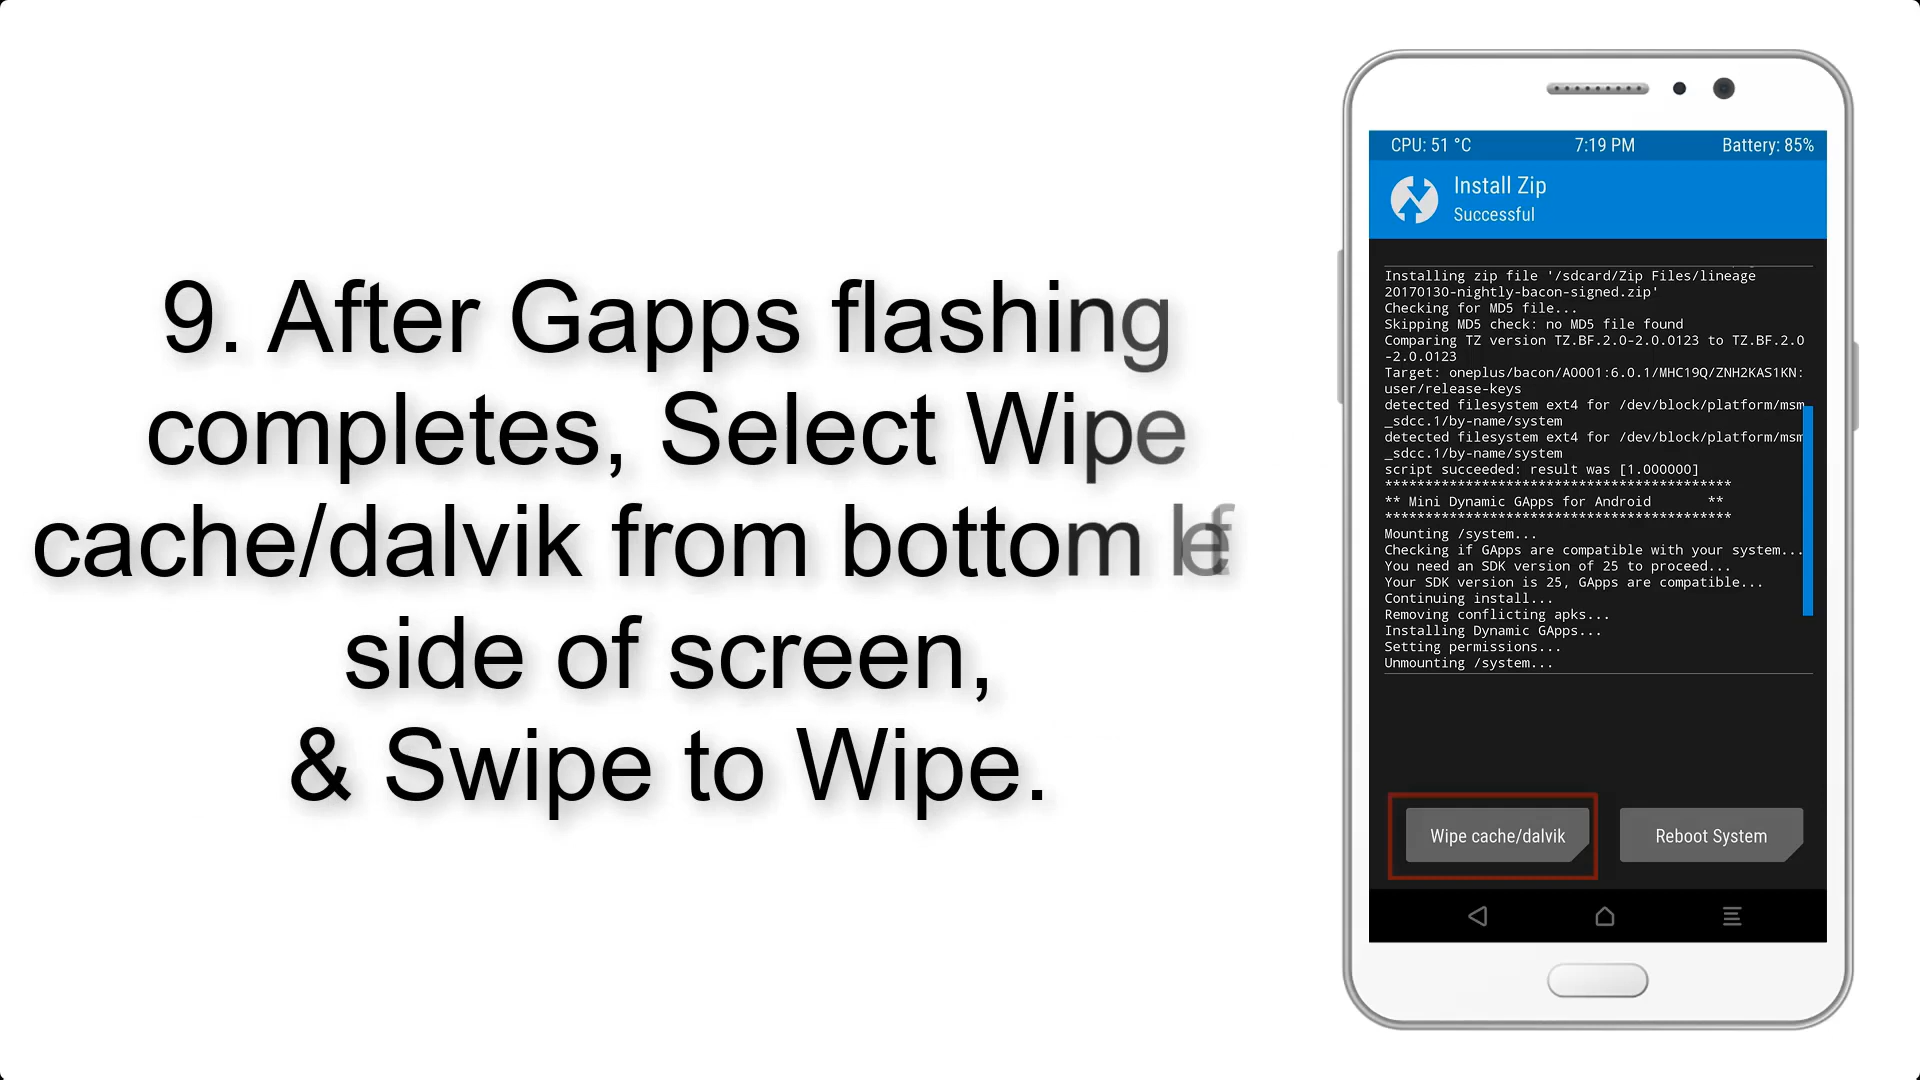 9. After Gapps flashing
completes, Select Wipe
cache/dalvik from bottom lef
side of screen,
& Swipe to Wipe.
CPU: 51 °C 7:19 PM Battery: 85%
Install Zip
Successful
Installing zip file '/sdcard/Zip Files/lineage
20170130-nightly-bacon-signed.zip'
Checking for MD5 file...
Skipping MD5 check: no MD5 file found
Comparing TZ version TZ.BF.2.0-2.0.0123 to TZ.BF.2.0
-2.0.0123
Target: oneplus/bacon/A0001:6.0.1/MHC19Q/ZNH2KAS1KN:
user/release-keys
detected filesystem ext4 for /dev/block/platform/msm
_sdcc.1/by-name/system
detected filesystem ext4 for /dev/block/platform/msm
_sdcc.1/by-name/system
script succeeded: result was [1.000000]
*******************************************
** Mini Dynamic GApps for Android **
*******************************************
Mounting /system...
Checking if GApps are compatible with your system...
You need an SDK version of 25 to proceed...
Your SDK version is 25, GApps are compatible...
Continuing install...
Removing conflicting apks...
Installing Dynamic GApps...
Setting permissions...
Unmounting /system...
Wipe cache/dalvik Reboot System